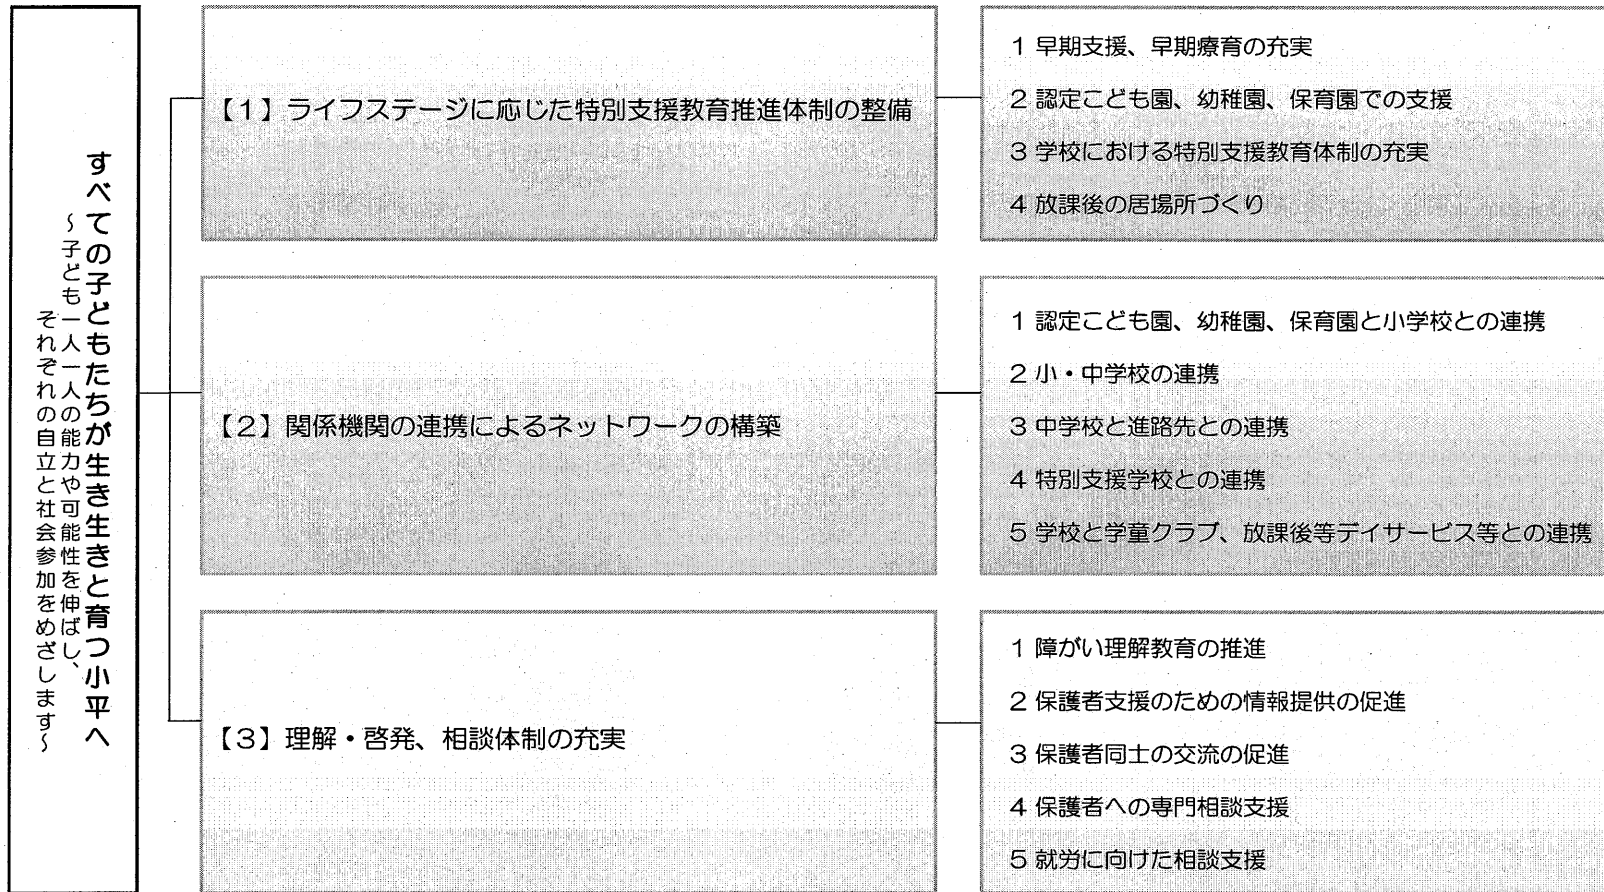 すべての子どもたちが生き生きと育つ小平へ
～子ども一人一人の能力や可能性を伸ばし、
それぞれの自立と社会参加をめざします～
【1】ライフステージに応じた特別支援教育推進体制の整備
1 早期支援、早期療育の充実
2 認定こども園、幼稚園、保育園での支援
3 学校における特別支援教育体制の充実
4 放課後の居場所づくり
【2】関係機関の連携によるネットワークの構築
1 認定こども園、幼稚園、保育園と小学校との連携
2 小・中学校の連携
3 中学校と進路先との連携
4 特別支援学校との連携
5 学校と学童クラブ、放課後等デイサービス等との連携
【3】理解・啓発、相談体制の充実
1 障がい理解教育の推進
2 保護者支援のための情報提供の促進
3 保護者同士の交流の促進
4 保護者への専門相談支援
5 就労に向けた相談支援